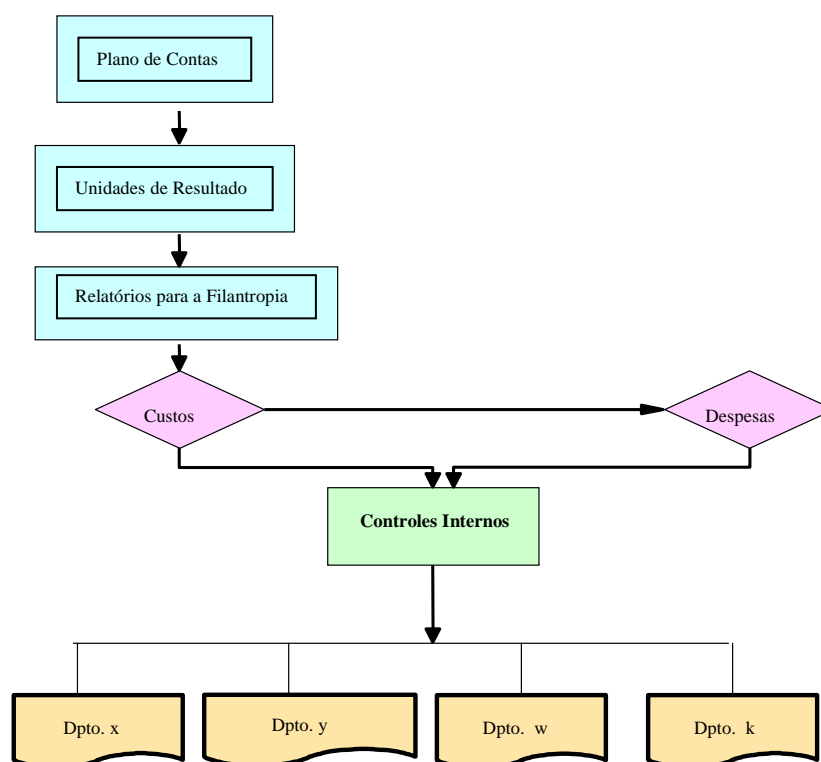 Plano de Contas
Unidades de Resultado
Relatórios para a Filantropia
Custos
Despesas
Controles Internos
Dpto. x
Dpto. y
Dpto. w
Dpto. k